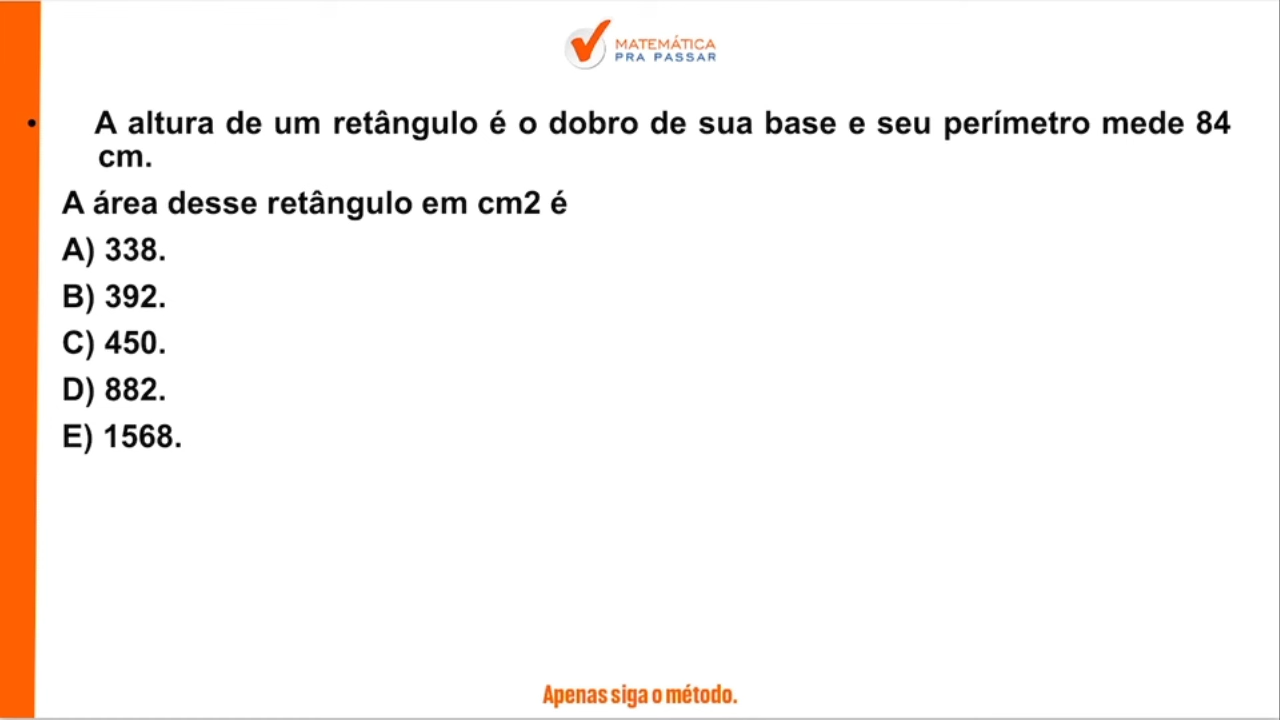 MATEMÁTICA
PRA PASSAR
• A altura de um retângulo é o dobro de sua base e seu perímetro mede 84
cm.
A área desse retângulo em cm2 é
A) 338.
B) 392.
C) 450.
D) 882.
E) 1568.
Apenas siga o método.